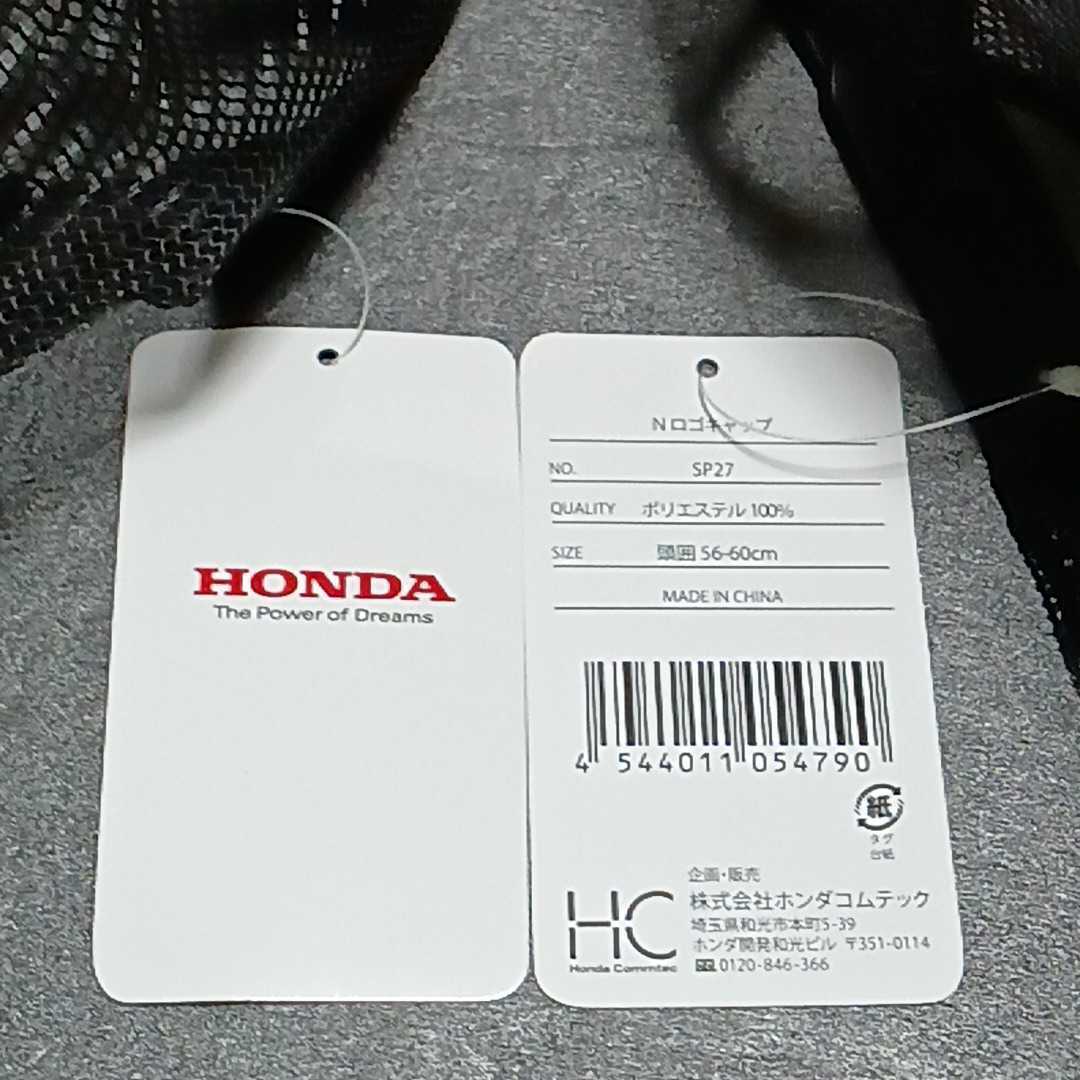 HONDA
The Power of Dreams
N ロゴキャップ
NO. SP27
QUALITY ポリエステル 100%
SIZE 頭囲 56-60cm
MADE IN CHINA
4 544011 054790
紙
タグ
台紙
企画・販売
株式会社ホンダコムテック
埼玉県和光市本町5-39
ホンダ開発和光ビル 〒351-0114
0120-846-366
HC
Honda Commtec